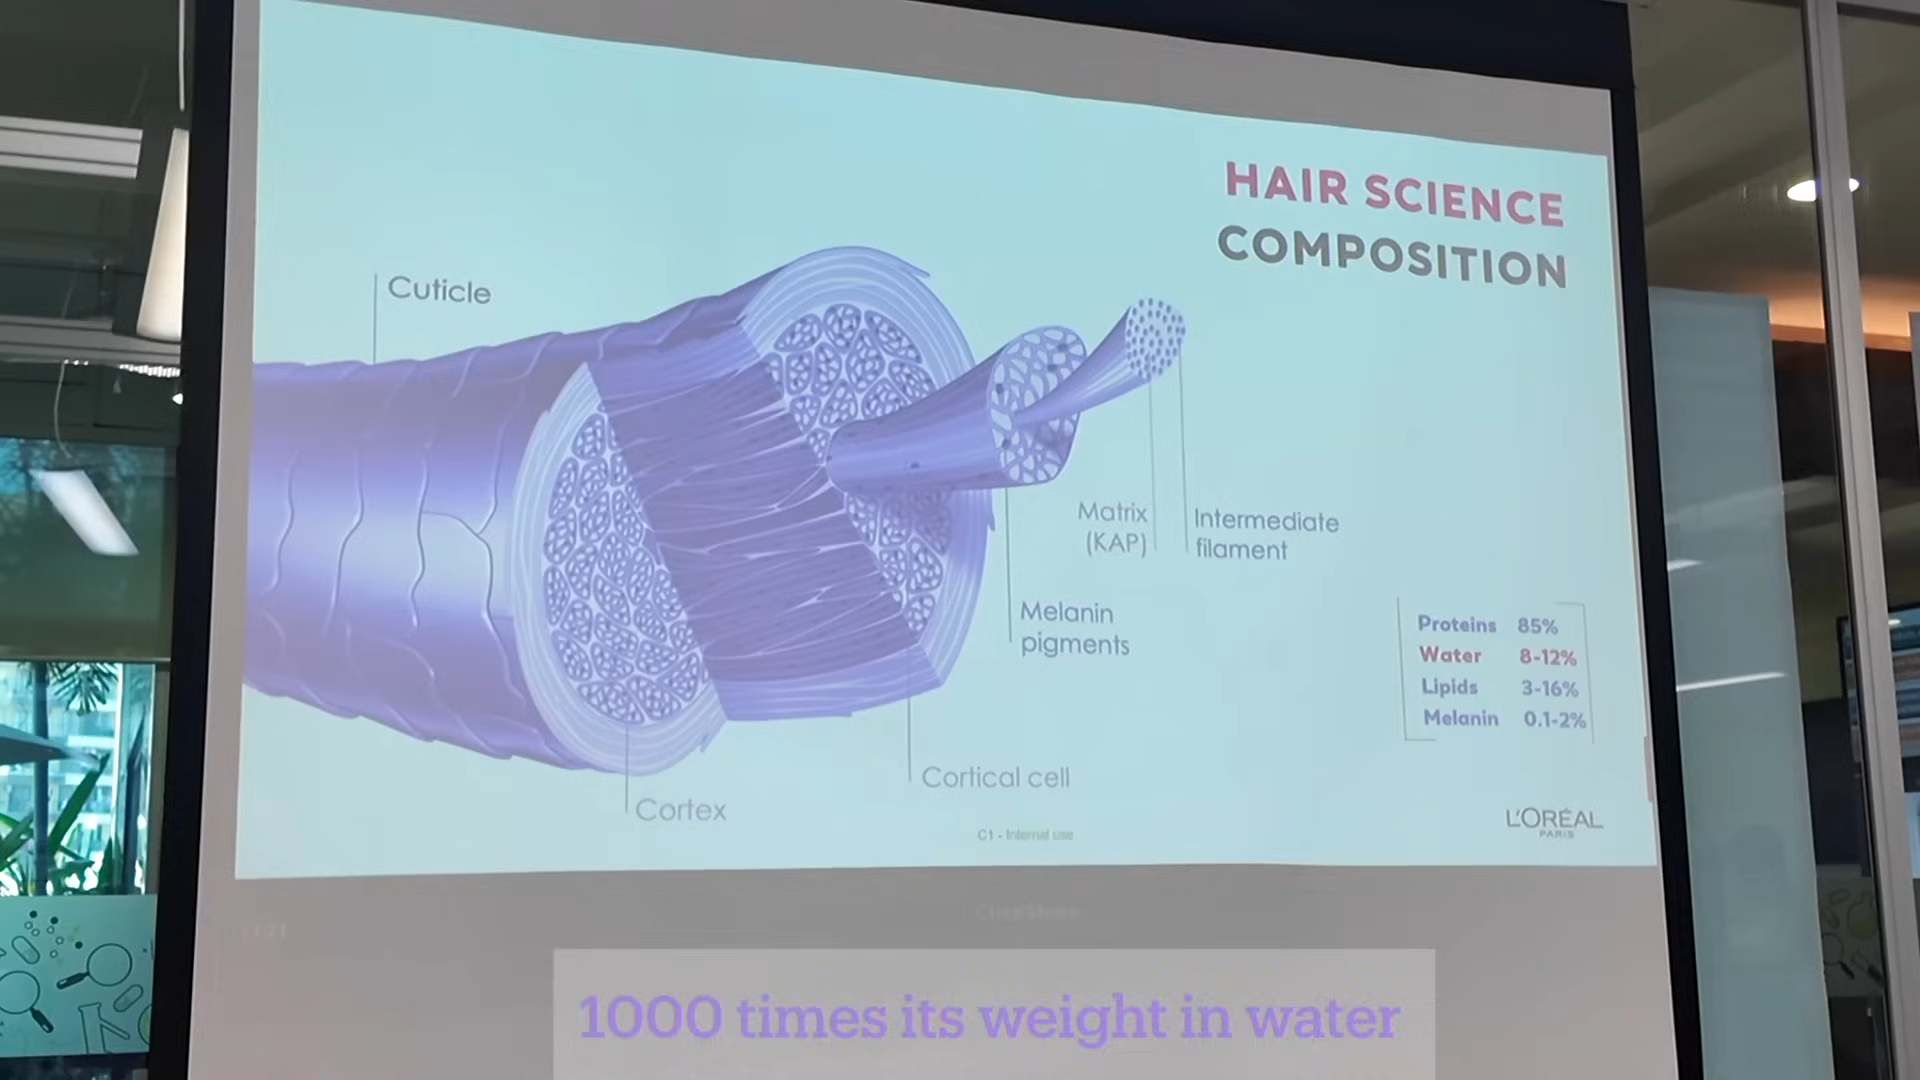 HAIR SCIENCE
COMPOSITION
Cuticle
Matrix
(KAP)
Intermediate
filament
Melanin
pigments
Proteins 85%
Water 8-12%
Lipids 3-16%
Melanin 0.1-2%
Cortical cell
Cortex
C1 - Internal use
L'ORÉAL
PARIS
1000 times its weight in water